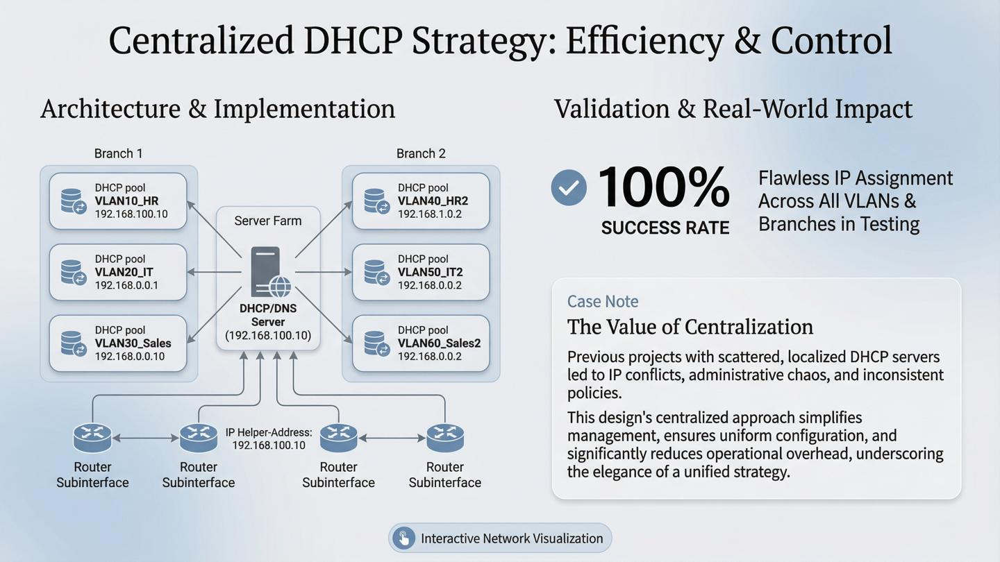 Centralized DHCP Strategy: Efficiency & Control
Architecture & Implementation
Branch 1
DHCP pool
VLAN10_HR
192.168.100.10
DHCP pool
VLAN20_IT
192.168.0.0.1
DHCP pool
VLAN30_Sales
192.168.0.0.10
Server Farm
DHCP/DNS
Server
(192.168.100.10)
Branch 2
DHCP pool
VLAN40_HR2
192.168.1.0.2
DHCP pool
VLAN50_IT2
192.168.0.0.2
DHCP pool
VLAN60_Sales2
192.168.0.0.2
Router
Subinterface
Router
Subinterface
IP Helper-Address:
192.168.100.10
Router
Subinterface
Router
Subinterface
Validation & Real-World Impact
100%
SUCCESS RATE
Flawless IP Assignment
Across All VLANs &
Branches in Testing
Case Note
The Value of Centralization
Previous projects with scattered, localized DHCP servers
led to IP conflicts, administrative chaos, and inconsistent
policies.
This design's centralized approach simplifies
management, ensures uniform configuration, and
significantly reduces operational overhead, underscoring
the elegance of a unified strategy.
Interactive Network Visualization